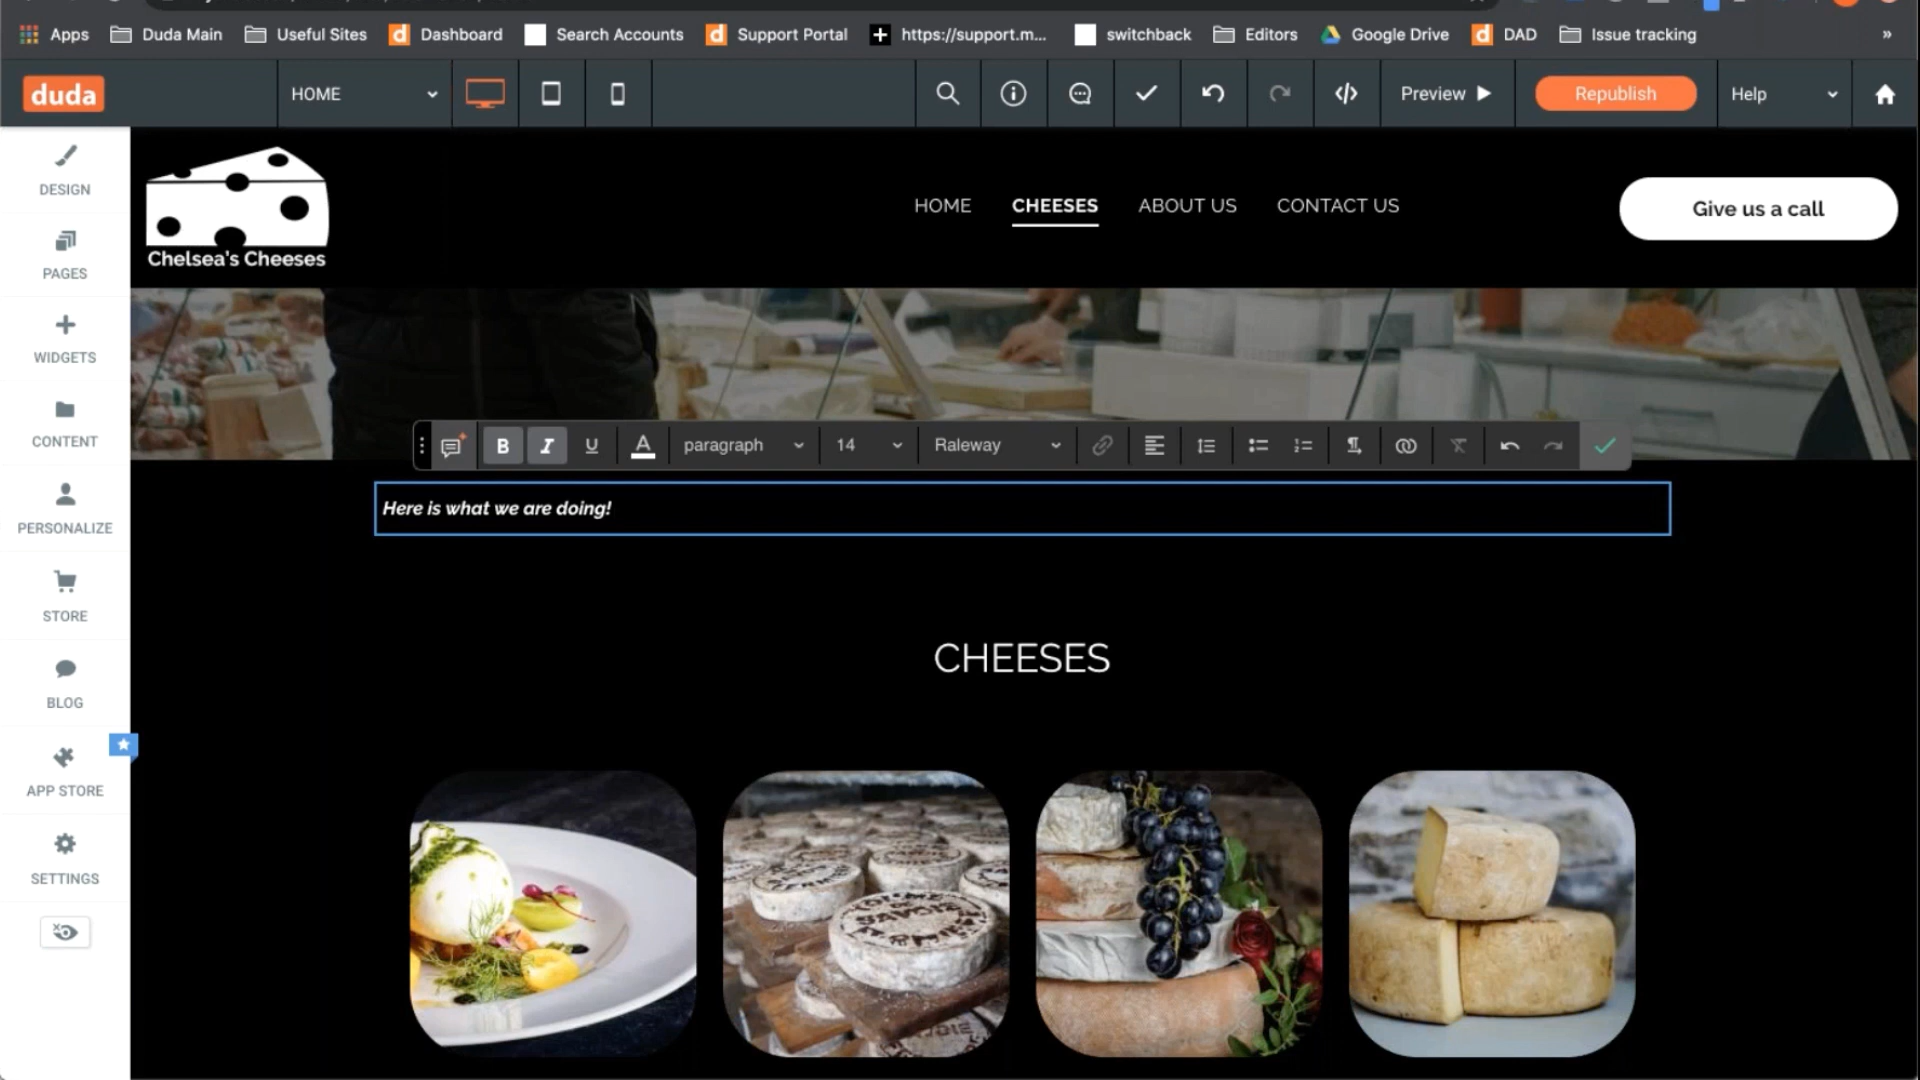 Apps Duda Main Useful Sites Dashboard Search Accounts Support Portal https://support.m... switchback Editors Google Drive DAD Issue tracking »
duda HOME Preview Republish Help
DESIGN
PAGES
WIDGETS
CONTENT
PERSONALIZE
STORE
BLOG
APP STORE
SETTINGS
Chelsea's Cheeses
HOME CHEESES ABOUT US CONTACT US Give us a call
B I U A paragraph 14 Raleway
Here is what we are doing!
CHEESES